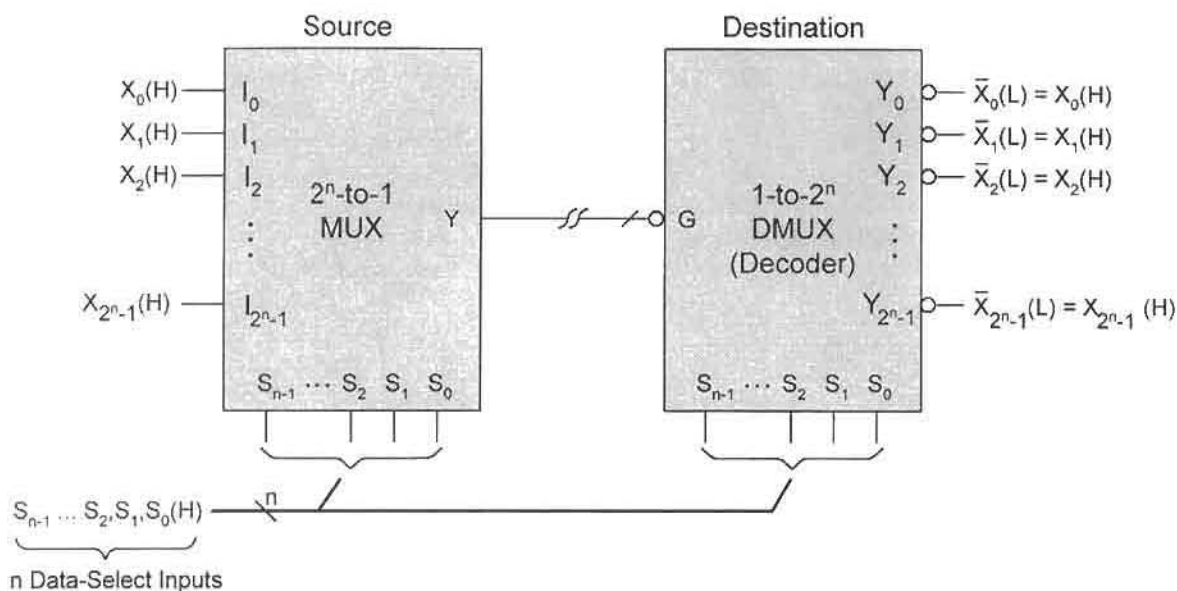 Source
Destination
X₀(H)
I₀
X₁(H)
I₁
X₂(H)
I₂
⋮
X₂ⁿ₋₁(H)
I₂ⁿ₋₁
2ⁿ-to-1
MUX
Y
Sₙ₋₁ ⋯ S₂ S₁ S₀
G
1-to-2ⁿ
DMUX
(Decoder)
Y₀
X̄₀(L) = X₀(H)
Y₁
X̄₁(L) = X₁(H)
Y₂
X̄₂(L) = X₂(H)
⋮
Y₂ⁿ₋₁
X̄₂ⁿ₋₁(L) = X₂ⁿ₋₁ (H)
Sₙ₋₁ ⋯ S₂ S₁ S₀
Sₙ₋₁ ... S₂,S₁,S₀(H)
n
n Data-Select Inputs